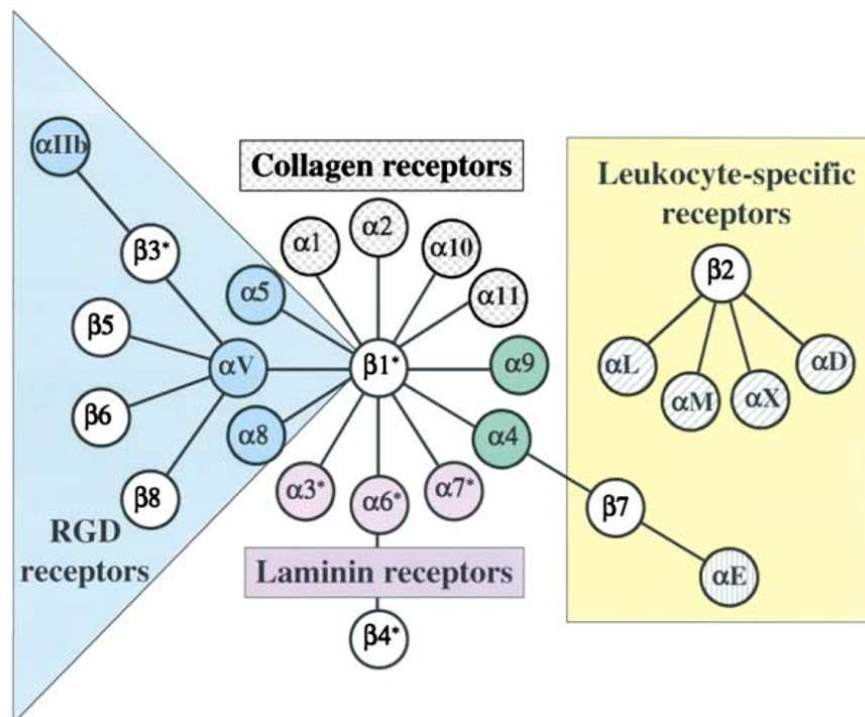 αIIb
Collagen receptors
Leukocyte-specific
receptors
β3*
α1
α2
α10
β2
α5
α11
β5
αV
β1*
α9
αL
αD
αM
αX
β6
α8
α4
β8
α3*
α6*
α7*
β7
RGD
receptors
Laminin receptors
αE
β4*